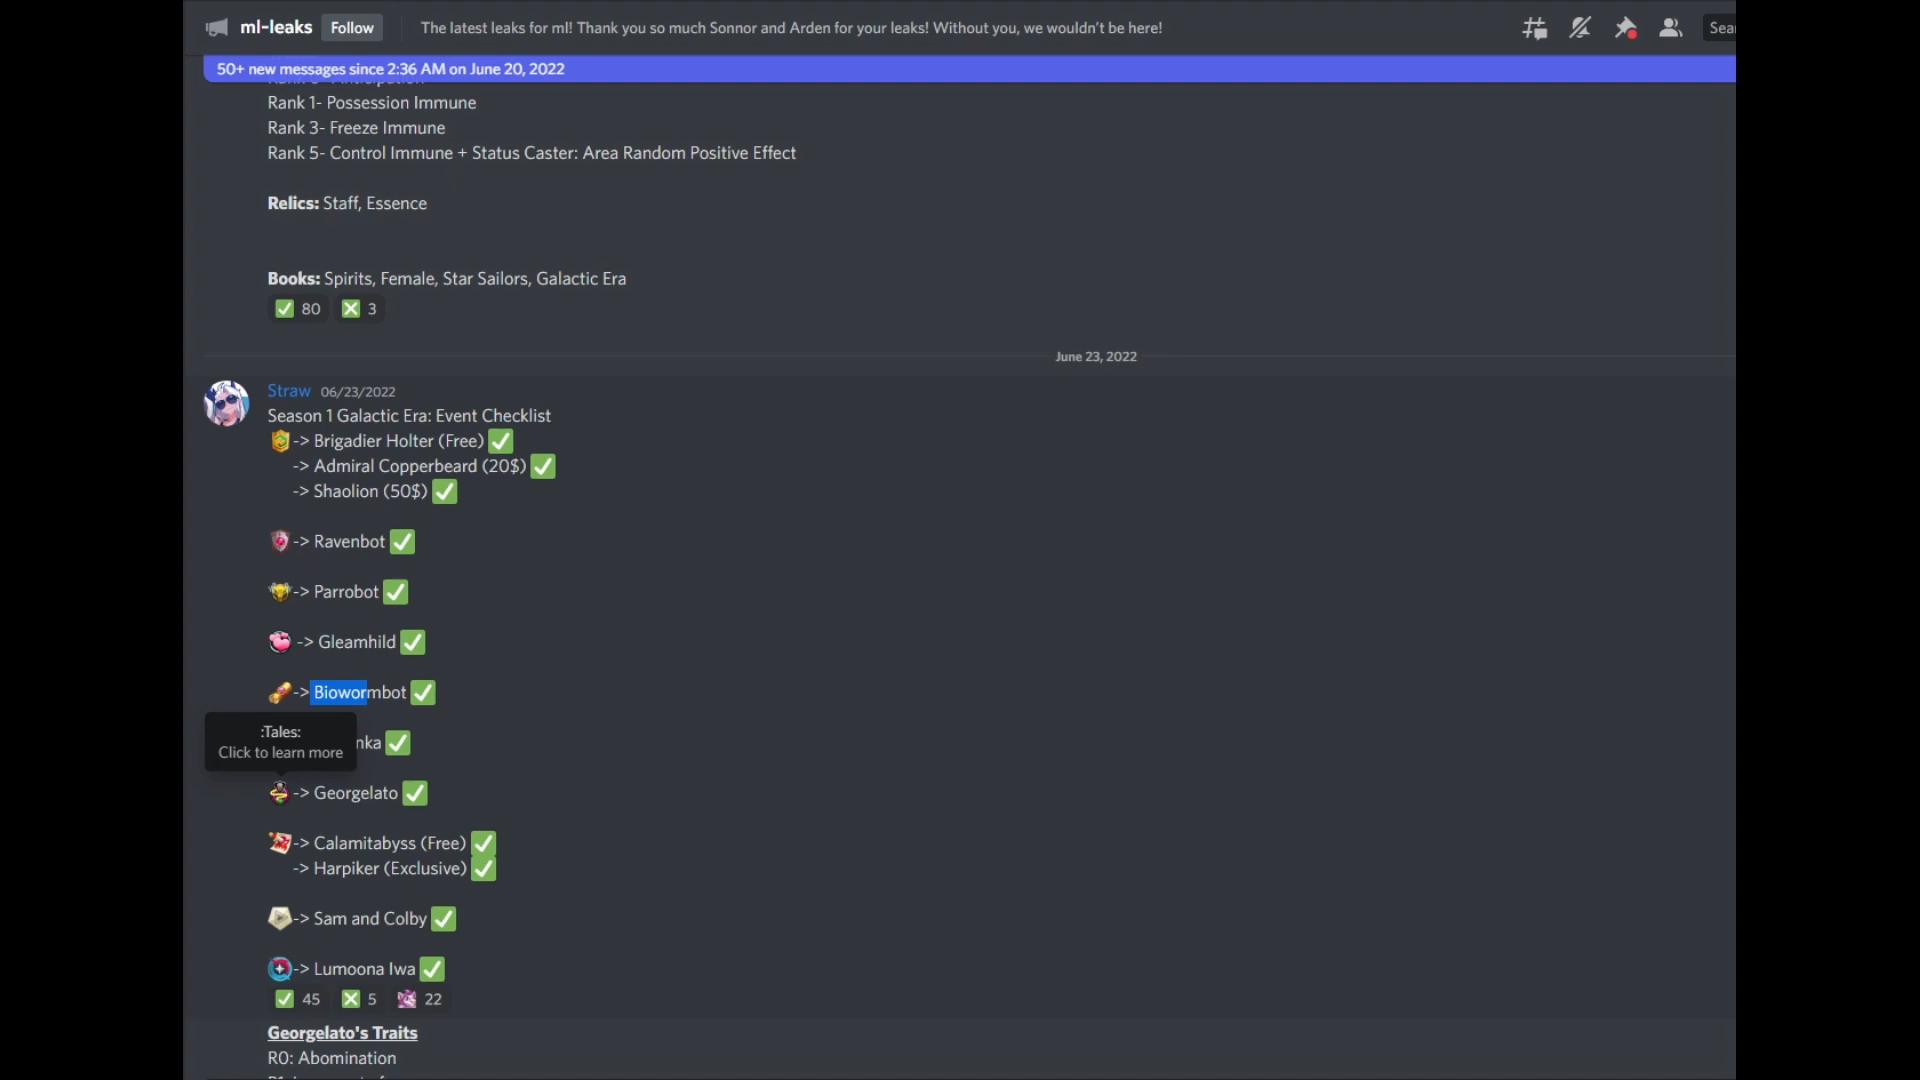 ml-leaks Follow The latest leaks for ml! Thank you so much Sonnor and Arden for your leaks! Without you, we wouldn't be here! Sear
50+ new messages since 2:36 AM on June 20, 2022
Rank 1- Possession Immune
Rank 3- Freeze Immune
Rank 5- Control Immune + Status Caster: Area Random Positive Effect
Relics: Staff, Essence
Books: Spirits, Female, Star Sailors, Galactic Era
80 3
June 23, 2022
Straw 06/23/2022
Season 1 Galactic Era: Event Checklist
-> Brigadier Holter (Free)
-> Admiral Copperbeard (20$)
-> Shaolion (50$)
-> Ravenbot
-> Parrobot
-> Gleamhild
-> Biowormbot
:Tales:
Click to learn more nka
-> Georgelato
-> Calamitabyss (Free)
-> Harpiker (Exclusive)
-> Sam and Colby
-> Lumoona Iwa
45 5 22
Georgelato's Traits
R0: Abomination